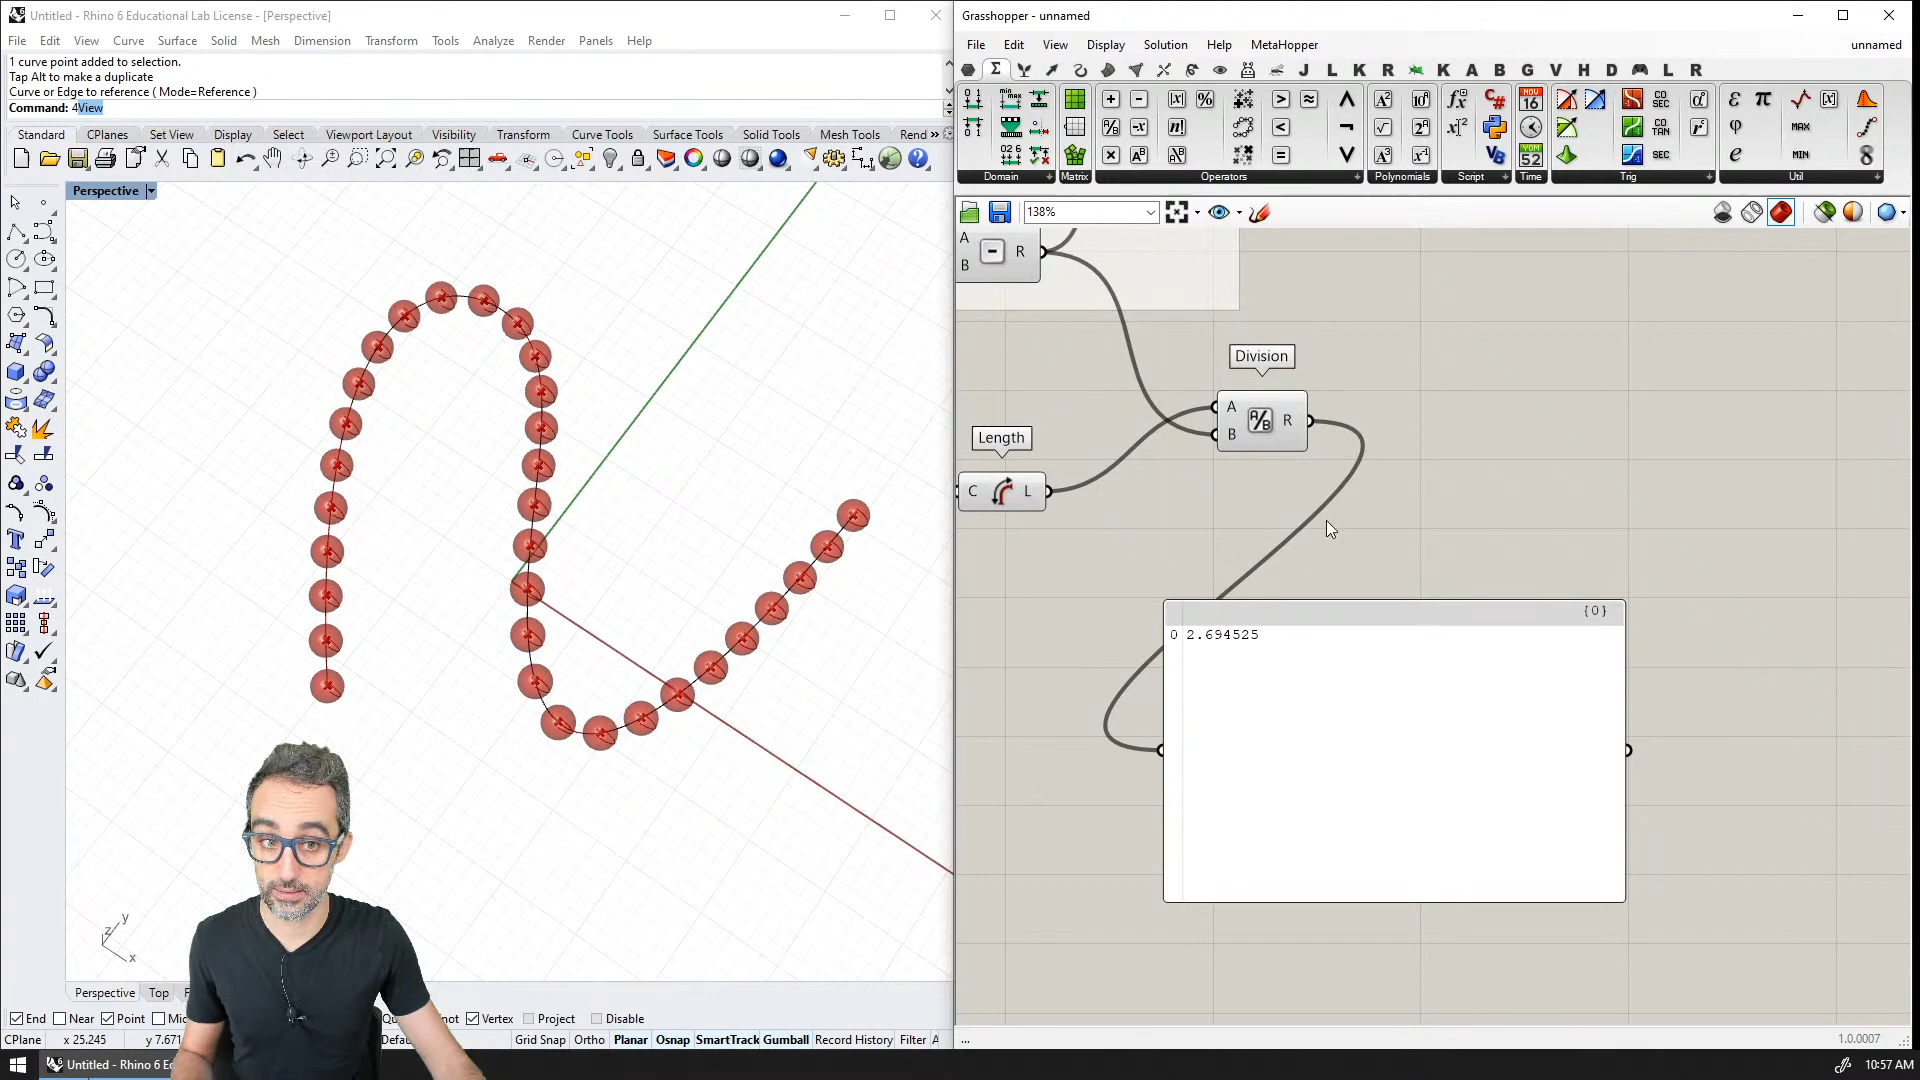 Untitled - Rhino 6 Educational Lab License - [Perspective]
File Edit View Curve Surface Solid Mesh Dimension Transform Tools Analyze Render Panels Help
1 curve point added to selection.
Tap Alt to make a duplicate
Curve or Edge to reference ( Mode=Reference )
Command: 4View
Standard CPlanes Set View Display Select Viewport Layout Visibility Transform Curve Tools Surface Tools Solid Tools Mesh Tools Rend »
Perspective
y
z
x
Perspective Top F
End Near Point Mi not Vertex Project Disable
CPlane x 25.245 y 7.671 Defau Grid Snap Ortho Planar Osnap SmartTrack Gumball Record History Filter A
Untitled - Rhino 6 E
Grasshopper - unnamed
File Edit View Display Solution Help MetaHopper unnamed
Σ J L K R K A B G V H D L R
Domain Matrix Operators Polynomials Script Time Trig Util
138%
A
B
R
Division
A
B
A/B
R
Length
C L
{0}
0 2.694525
... 1.0.0007
10:57 AM